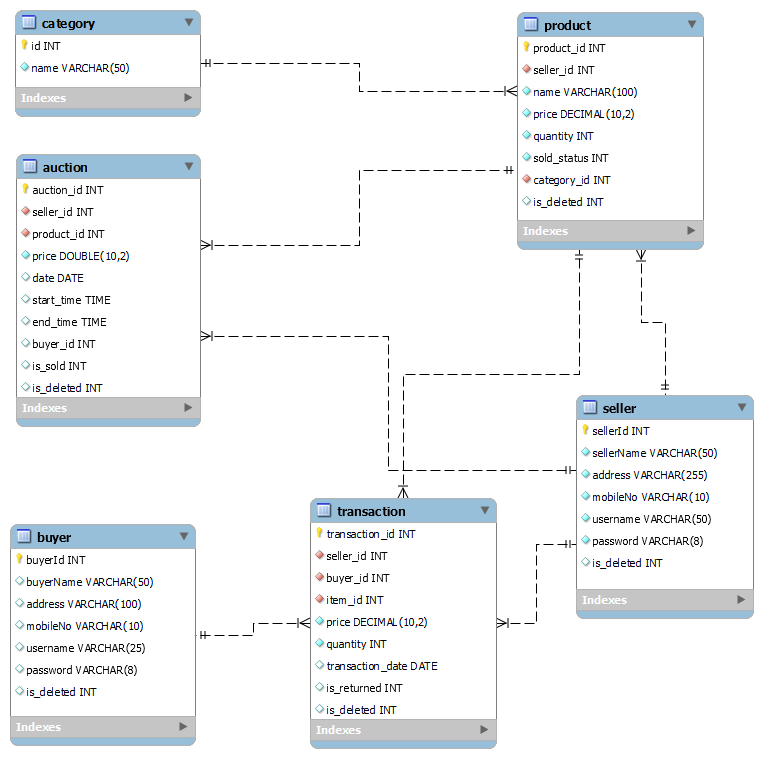 category
id INT
name VARCHAR(50)
Indexes
product
product_id INT
seller_id INT
name VARCHAR(100)
price DECIMAL(10,2)
quantity INT
sold_status INT
category_id INT
is_deleted INT
Indexes
auction
auction_id INT
seller_id INT
product_id INT
price DOUBLE(10,2)
date DATE
start_time TIME
end_time TIME
buyer_id INT
is_sold INT
is_deleted INT
Indexes
seller
sellerId INT
sellerName VARCHAR(50)
address VARCHAR(255)
mobileNo VARCHAR(10)
username VARCHAR(50)
password VARCHAR(8)
is_deleted INT
Indexes
transaction
transaction_id INT
seller_id INT
buyer_id INT
item_id INT
price DECIMAL(10,2)
quantity INT
transaction_date DATE
is_returned INT
is_deleted INT
Indexes
buyer
buyerId INT
buyerName VARCHAR(50)
address VARCHAR(100)
mobileNo VARCHAR(10)
username VARCHAR(25)
password VARCHAR(8)
is_deleted INT
Indexes